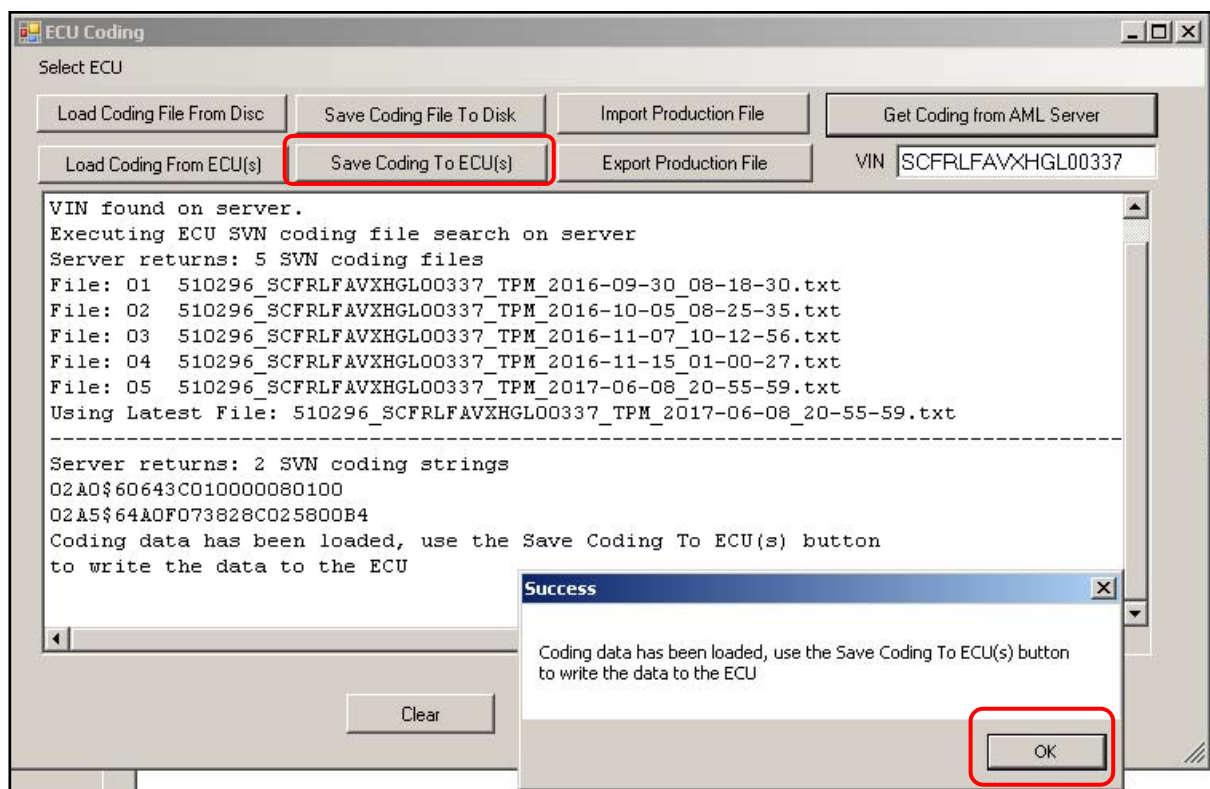 ECU Coding
Select ECU
Load Coding File From Disc
Save Coding File To Disk
Import Production File
Get Coding from AML Server
Load Coding From ECU(s)
Save Coding To ECU(s)
Export Production File
VIN SCFRLFAVXHGL00337
VIN found on server.
Executing ECU SVN coding file search on server
Server returns: 5 SVN coding files
File: 01 510296_SCFRLFAVXHGL00337_TPM_2016-09-30_08-18-30.txt
File: 02 510296_SCFRLFAVXHGL00337_TPM_2016-10-05_08-25-35.txt
File: 03 510296_SCFRLFAVXHGL00337_TPM_2016-11-07_10-12-56.txt
File: 04 510296_SCFRLFAVXHGL00337_TPM_2016-11-15_01-00-27.txt
File: 05 510296_SCFRLFAVXHGL00337_TPM_2017-06-08_20-55-59.txt
Using Latest File: 510296_SCFRLFAVXHGL00337_TPM_2017-06-08_20-55-59.txt
Server returns: 2 SVN coding strings
02A0$60643C010000080100
02A5$64A0F073828C025800B4
Coding data has been loaded, use the Save Coding To ECU(s) button
to write the data to the ECU
Success
Coding data has been loaded, use the Save Coding To ECU(s) button
to write the data to the ECU
Clear
OK